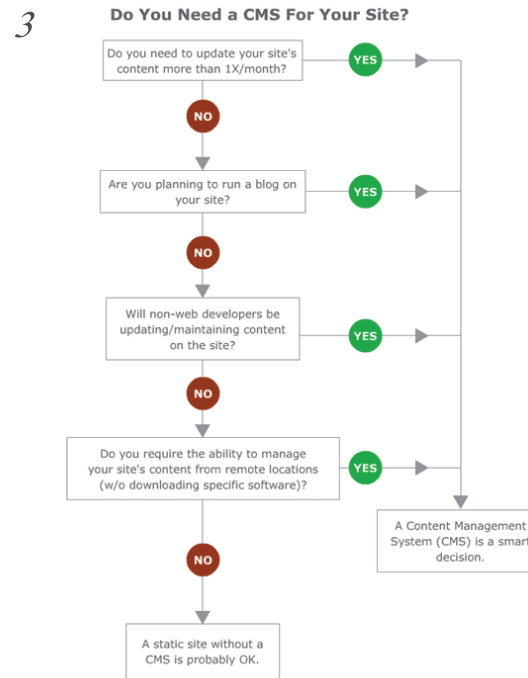 3
Do You Need a CMS For Your Site?
Do you need to update your site's
content more than 1X/month?
YES
NO
Are you planning to run a blog on
your site?
YES
NO
Will non-web developers be
updating/maintaining content
on the site?
YES
NO
Do you require the ability to manage
your site's content from remote locations
(w/o downloading specific software)?
YES
NO
A Content Management
System (CMS) is a smart
decision.
A static site without a
CMS is probably OK.